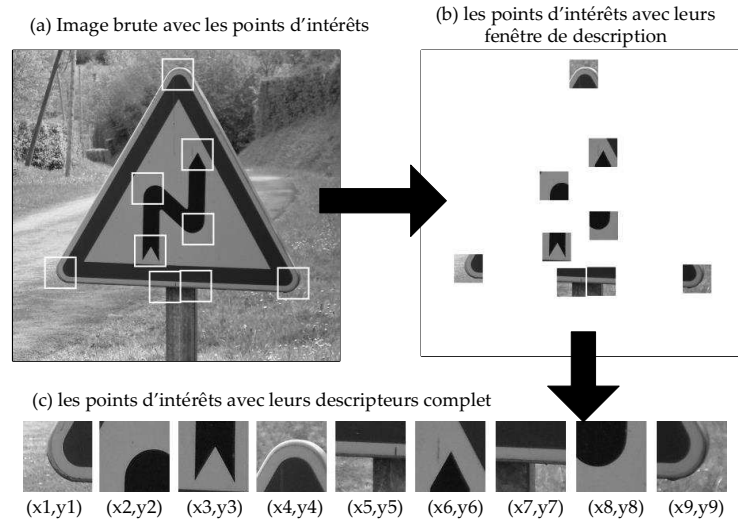 (a) Image brute avec les points d'intérêts
(b) les points d'intérêts avec leurs
fenêtre de description
(c) les points d'intérêts avec leurs descripteurs complet
(x1,y1) (x2,y2) (x3,y3) (x4,y4) (x5,y5) (x6,y6) (x7,y7) (x8,y8) (x9,y9)